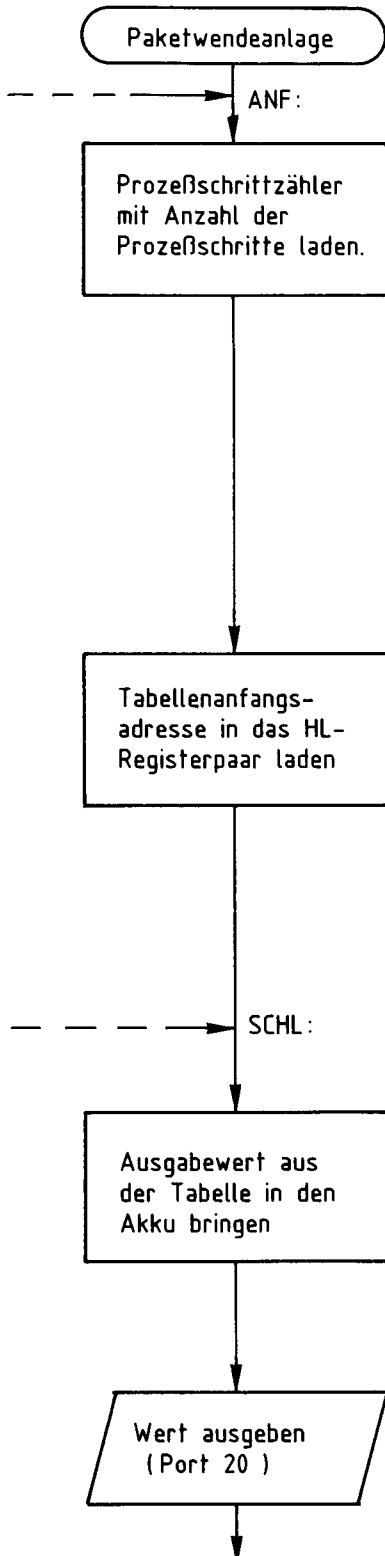 Paketwendeanlage
ANF:
Prozeßschrittzähler
mit Anzahl der
Prozeßschritte laden.
Tabellenanfangs-
adresse in das HL-
Registerpaar laden
SCHL:
Ausgabewert aus
der Tabelle in den
Akku bringen
Wert ausgeben
( Port 20 )